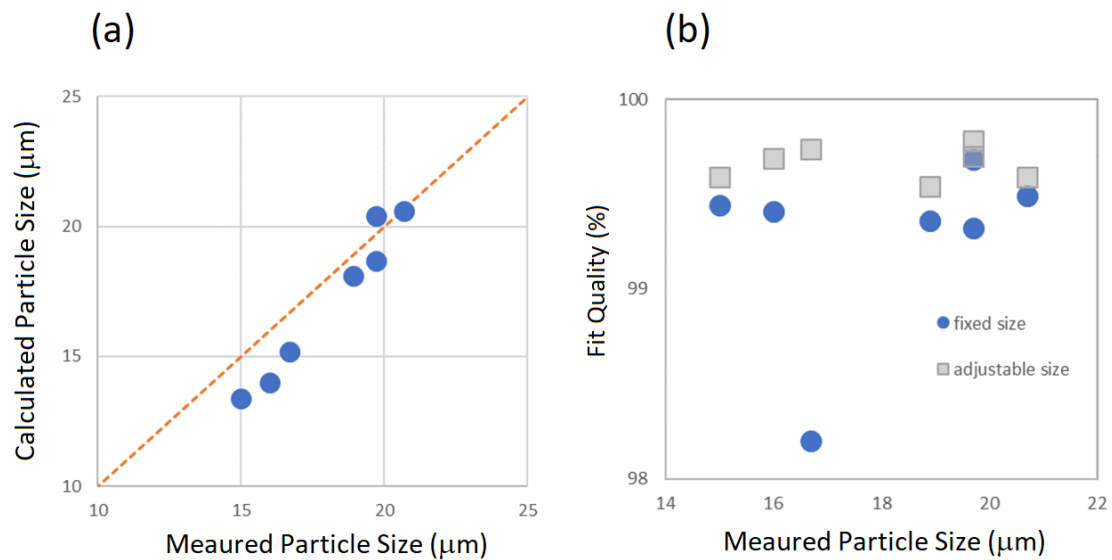 (a)
Calculated Particle Size (μm)
25
20
15
10
10
15
20
25
Meaured Particle Size (μm)
(b)
Fit Quality (%)
100
99
98
fixed size
adjustable size
14
16
18
20
22
Meaured Particle Size (μm)